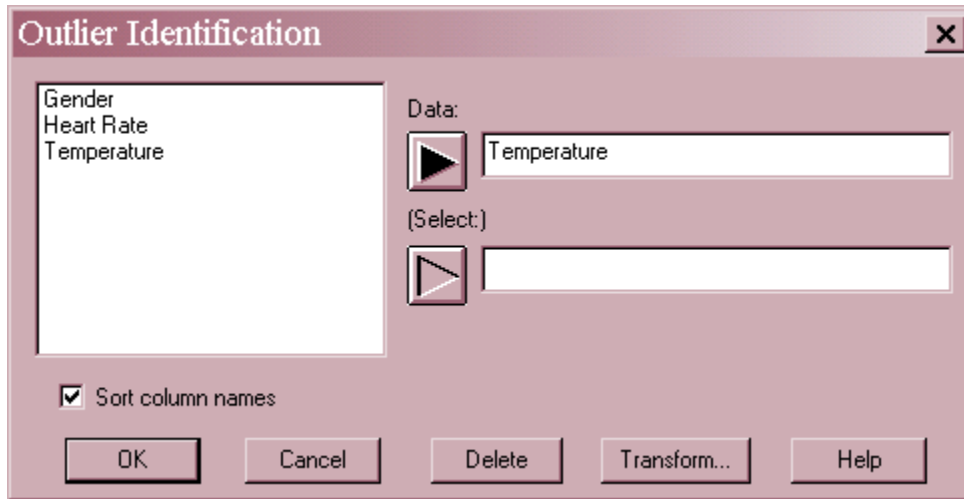 Outlier Identification
Gender
Heart Rate
Temperature
Data:
Temperature
(Select:)
Sort column names
OK
Cancel
Delete
Transform...
Help